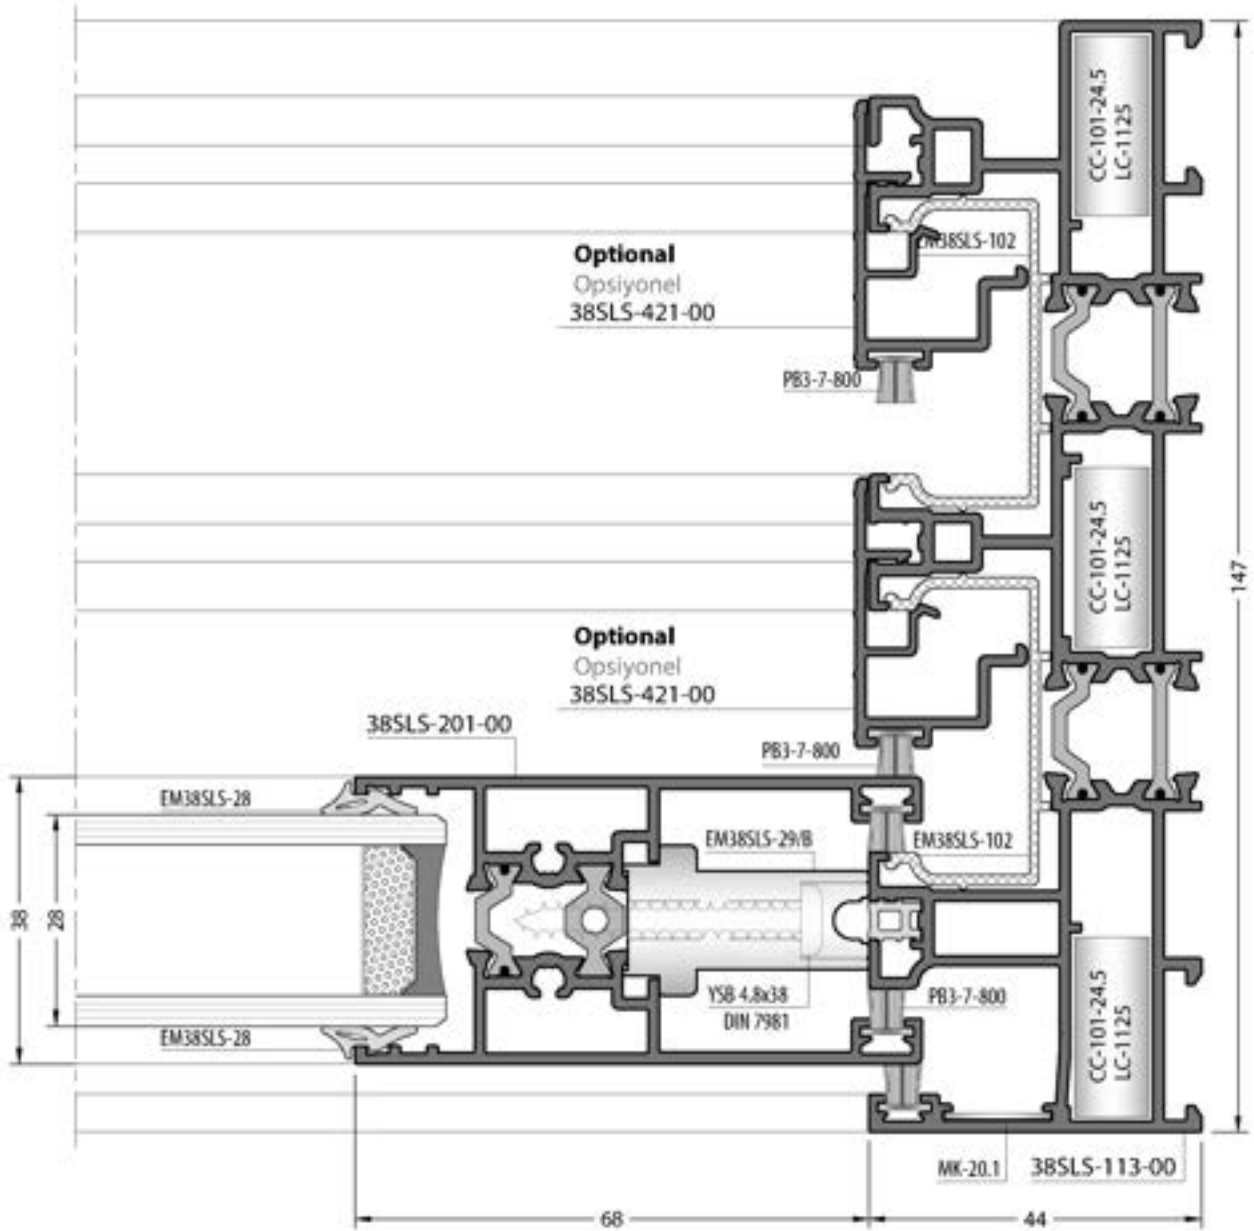 CC-101-24.5
LC-1125
EM38SLS-102
Optional
Opsiyonel
38SLS-421-00
PB3-7-800
CC-101-24.5
LC-1125
147
Optional
Opsiyonel
38SLS-421-00
38SLS-201-00
PB3-7-800
EM38SLS-28
EM38SLS-29/B
EM38SLS-102
38
28
YSB 4.8x38
DIN 7981
PB3-7-800
EM38SLS-28
CC-101-24.5
LC-1125
MK-20.1
38SLS-113-00
68
44